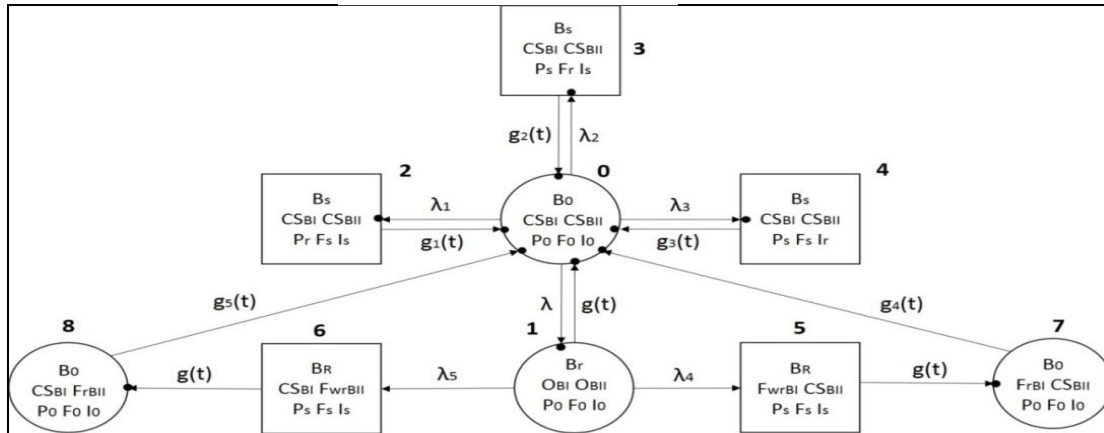 Bs
CSBI CSBII
Ps Fr Is
3
g2(t)
λ2
2
0
4
Bs
CSBI CSBII
Pr Fs Is
λ1
g1(t)
B0
CSBI CSBII
Po Fo Io
λ3
g3(t)
Bs
CSBI CSBII
Ps Fs Ir
g5(t)
λ
g(t)
g4(t)
8
6
1
5
7
B0
CSBI FrBII
Po Fo Io
g(t)
BR
CSBI FwrBII
Ps Fs Is
λ5
Br
OBI OBII
Po Fo Io
λ4
BR
FwrBI CSBII
Ps Fs Is
g(t)
B0
FrBI CSBII
Po Fo Io